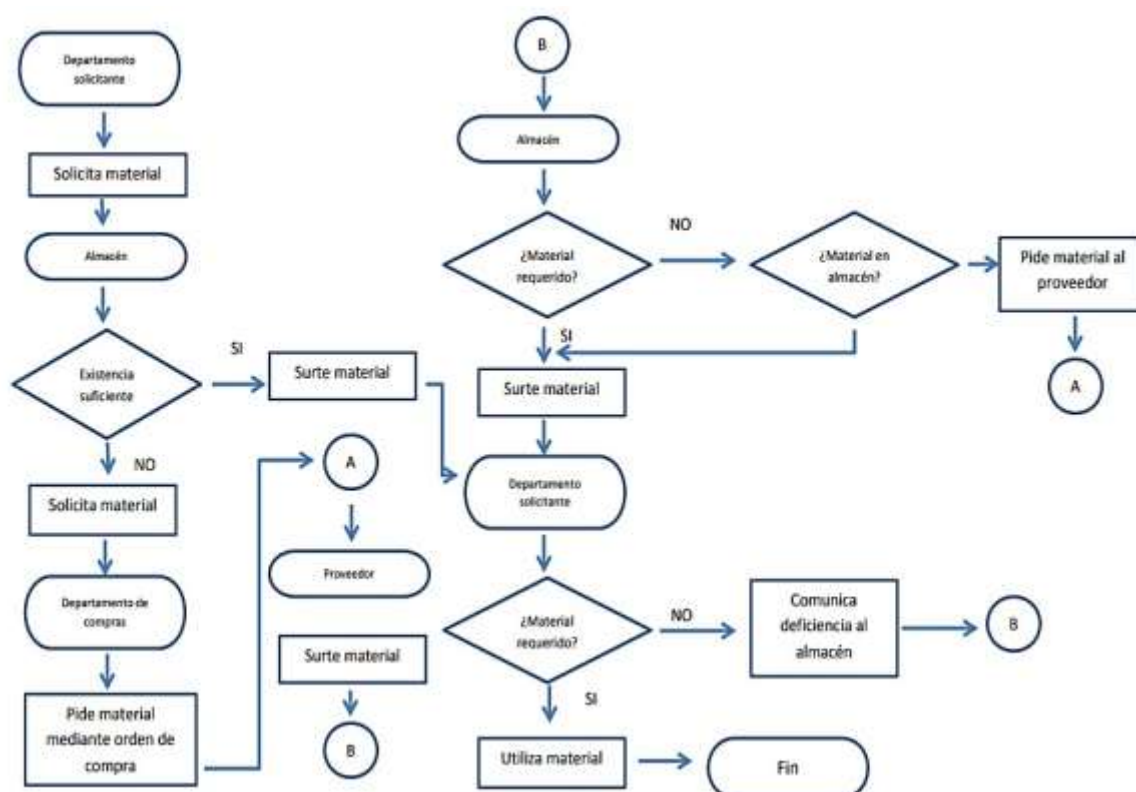 Departamento
solicitante
Solicita material
Almacén
Existencia
suficiente
SI
Surte material
NO
Solicita material
Departamento de
compras
Pide material
mediante orden de
compra
A
Proveedor
Surte material
B
B
Almacén
¿Material
requerido?
NO
¿Material en
almacén?
Pide material al
proveedor
A
SI
Surte material
Departamento
solicitante
¿Material
requerido?
NO
Comunica
deficiencia al
almacén
B
SI
Utiliza material
Fin